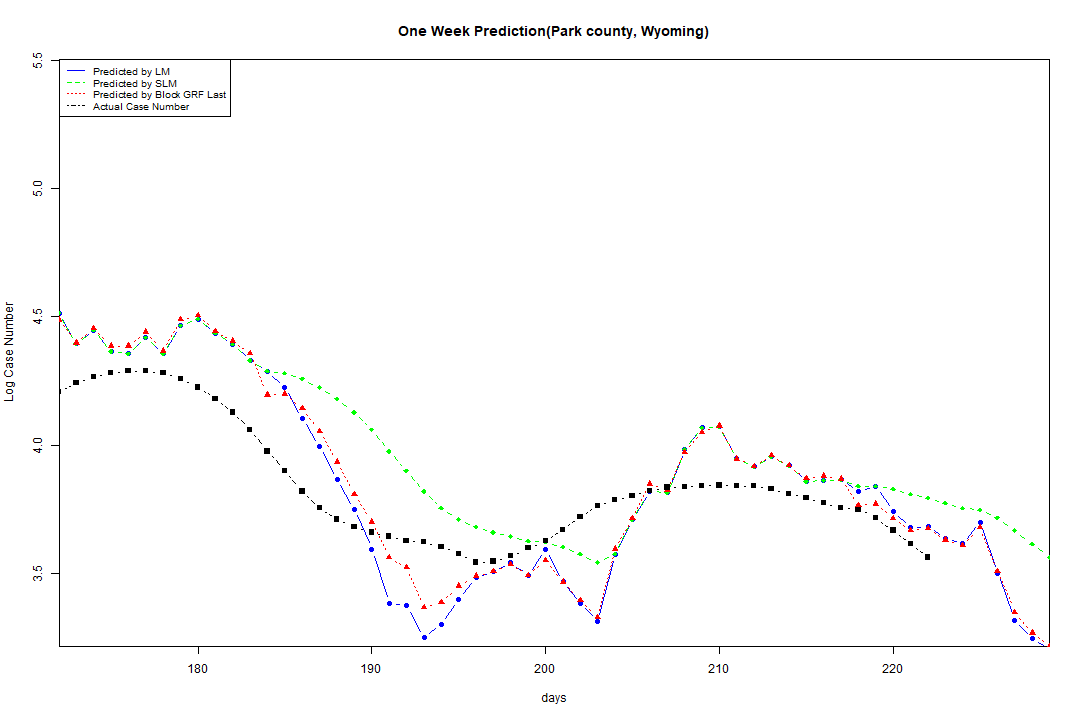 One Week Prediction(Park county, Wyoming)
5.5
5.0
4.5
4.0
3.5
Log Case Number
Predicted by LM
Predicted by SLM
Predicted by Block GRF Last
Actual Case Number
180
190
200
210
220
days